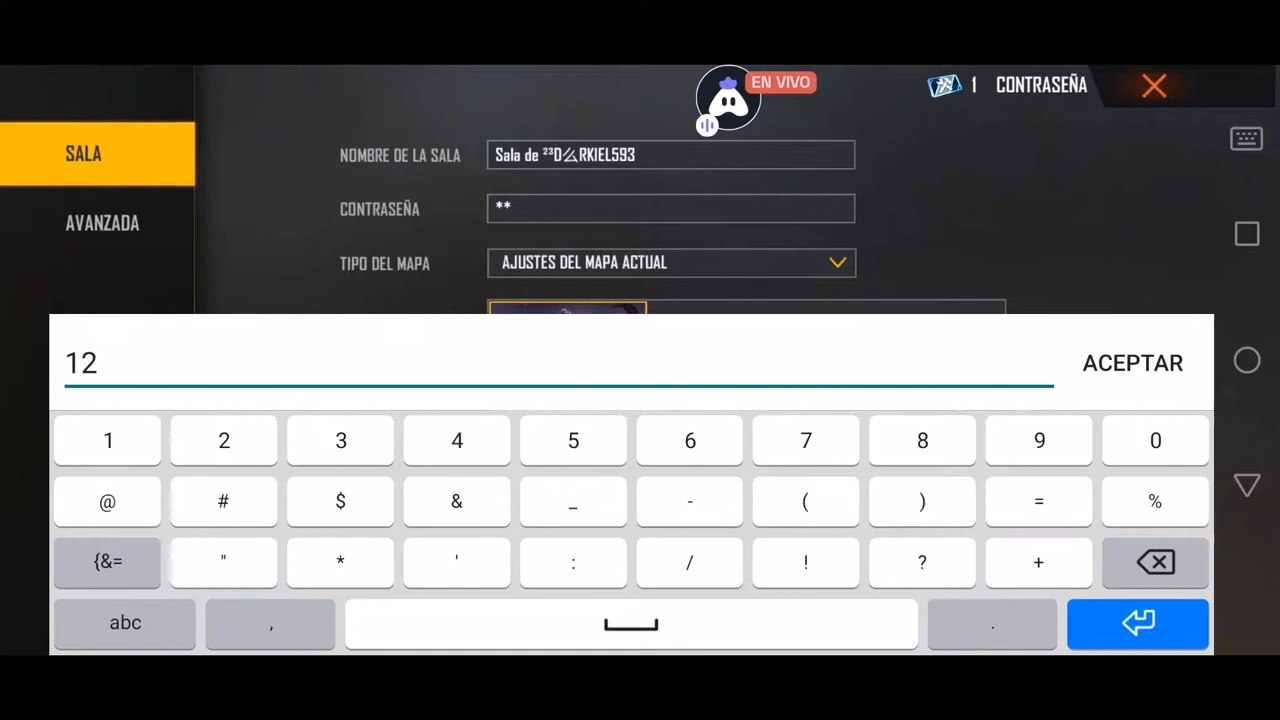 EN VIVO
1 CONTRASEÑA
SALA
AVANZADA
NOMBRE DE LA SALA Sala de ²³D么RKIEL593
CONTRASEÑA **
TIPO DEL MAPA AJUSTES DEL MAPA ACTUAL
12 ACEPTAR
1 2 3 4 5 6 7 8 9 0
@ # $ & _ - ( ) = %
{&= " * ' : / ! ? +
abc , .